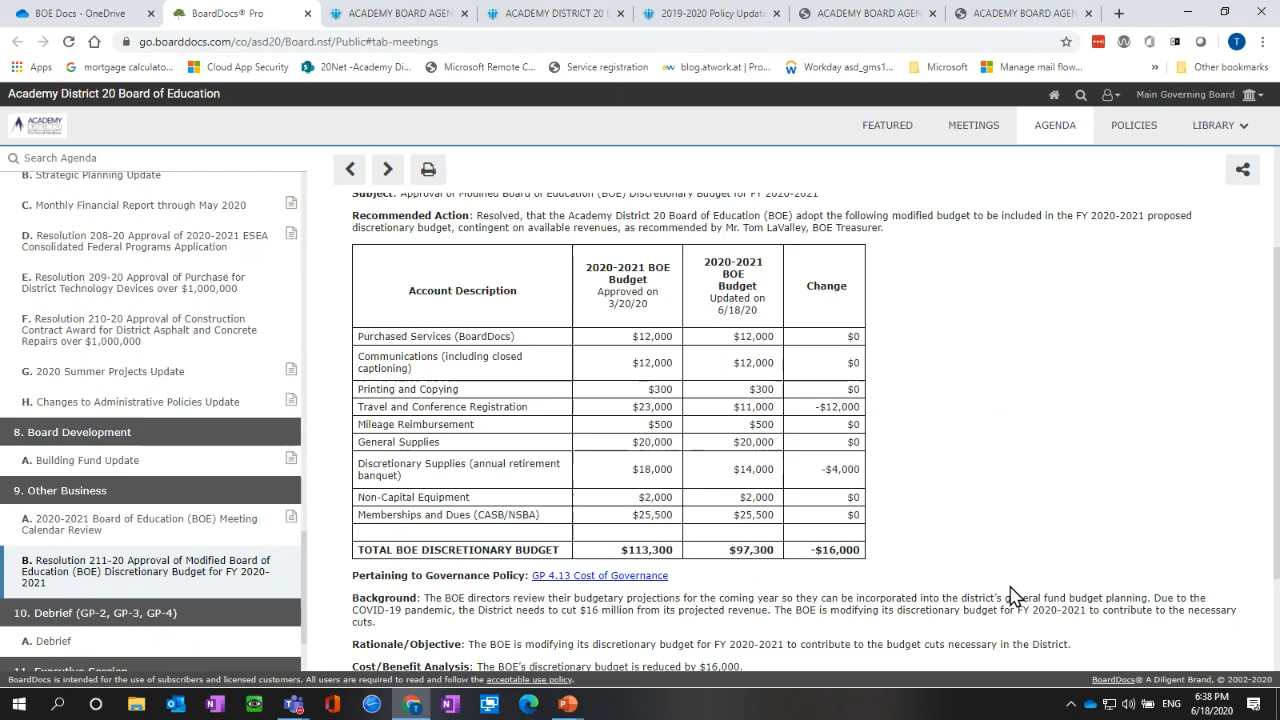 BOE Docs - OneDrive
BoardDocs® Pro
ACADEMY BOARD AGEN
ACADEMY DISTRICT 20 B
2019-2020 Policy Updat
ACADEMY BOARD AGEN
ACADEMY BOARD AGEN
go.boarddocs.com/co/asd20/Board.nsf/Public#tab-meetings
T
Apps
mortgage calculato...
Cloud App Security
20Net -Academy Di...
Microsoft Remote C...
Service registration
blog.atwork.at | Pro...
Workday asd_gms1...
Microsoft
Manage mail flow...
»
Other bookmarks
Academy District 20 Board of Education
Main Governing Board
ACADEMY
FEATURED
MEETINGS
AGENDA
POLICIES
LIBRARY
Search Agenda
B. Strategic Planning Update
C. Monthly Financial Report through May 2020
D. Resolution 208-20 Approval of 2020-2021 ESEA
Consolidated Federal Programs Application
E. Resolution 209-20 Approval of Purchase for
District Technology Devices over $1,000,000
F. Resolution 210-20 Approval of Construction
Contract Award for District Asphalt and Concrete
Repairs over $1,000,000
G. 2020 Summer Projects Update
H. Changes to Administrative Policies Update
8. Board Development
A. Building Fund Update
9. Other Business
A. 2020-2021 Board of Education (BOE) Meeting
Calendar Review
B. Resolution 211-20 Approval of Modified Board of
Education (BOE) Discretionary Budget for FY 2020-
2021
10. Debrief (GP-2, GP-3, GP-4)
A. Debrief
11. Executive Session
Subject: Approval of Modified Board of Education (BOE) Discretionary Budget for FY 2020-2021
Recommended Action: Resolved, that the Academy District 20 Board of Education (BOE) adopt the following modified budget to be included in the FY 2020-2021 proposed
discretionary budget, contingent on available revenues, as recommended by Mr. Tom LaValley, BOE Treasurer.
Account Description
2020-2021 BOE
Budget
Approved on
3/20/20
2020-2021
BOE
Budget
Updated on
6/18/20
Change
Purchased Services (BoardDocs) $12,000 $12,000 $0
Communications (including closed
captioning) $12,000 $12,000 $0
Printing and Copying $300 $300 $0
Travel and Conference Registration $23,000 $11,000 -$12,000
Mileage Reimbursement $500 $500 $0
General Supplies $20,000 $20,000 $0
Discretionary Supplies (annual retirement
banquet) $18,000 $14,000 -$4,000
Non-Capital Equipment $2,000 $2,000 $0
Memberships and Dues (CASB/NSBA) $25,500 $25,500 $0
TOTAL BOE DISCRETIONARY BUDGET $113,300 $97,300 -$16,000
Pertaining to Governance Policy: GP 4.13 Cost of Governance
Background: The BOE directors review their budgetary projections for the coming year so they can be incorporated into the district's general fund budget planning. Due to the
COVID-19 pandemic, the District needs to cut $16 million from its projected revenue. The BOE is modifying its discretionary budget for FY 2020-2021 to contribute to the necessary
cuts.
Rationale/Objective: The BOE is modifying its discretionary budget for FY 2020-2021 to contribute to the budget cuts necessary in the District.
Cost/Benefit Analysis: The BOE's discretionary budget is reduced by $16,000.
BoardDocs is intended for the use of subscribers and licensed customers. All users are required to read and follow the acceptable use policy.
BoardDocs® A Diligent Brand, © 2002-2020
ENG
6:38 PM
6/18/2020